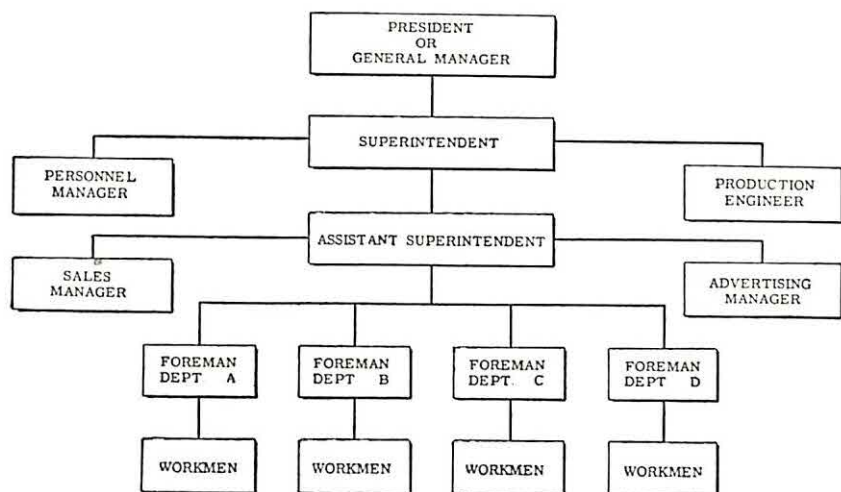 PRESIDENT
OR
GENERAL MANAGER
SUPERINTENDENT
PERSONNEL
MANAGER
PRODUCTION
ENGINEER
ASSISTANT SUPERINTENDENT
SALES
MANAGER
ADVERTISING
MANAGER
FOREMAN
DEPT A
FOREMAN
DEPT B
FOREMAN
DEPT. C
FOREMAN
DEPT D
WORKMEN
WORKMEN
WORKMEN
WORKMEN